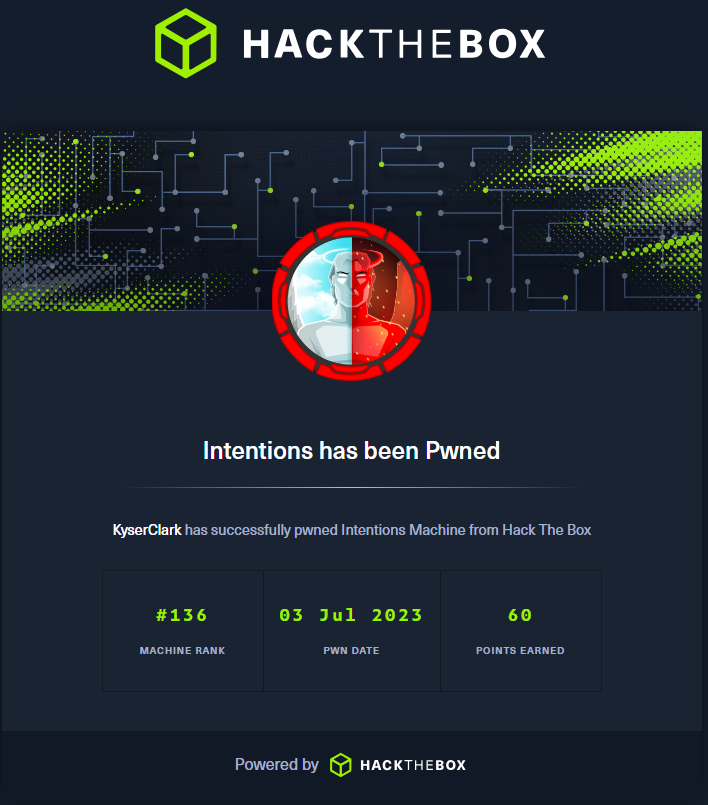 HACKTHEBOX
Intentions has been Pwned
KyserClark has successfully pwned Intentions Machine from Hack The Box
#136 03 Jul 2023 60
MACHINE RANK PWN DATE POINTS EARNED
Powered by HACKTHEBOX